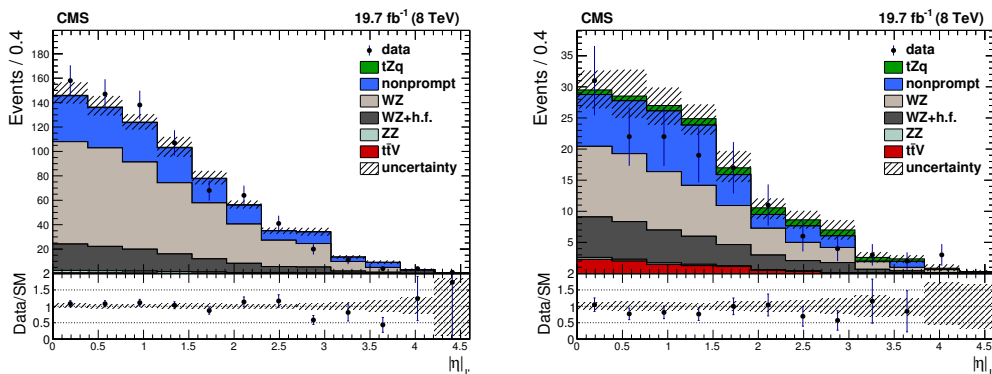 CMS 19.7 fb⁻¹ (8 TeV)
Events / 0.4
180
160
140
120
100
80
60
40
20
data
tZq
nonprompt
WZ
WZ+h.f.
ZZ
tt̄V
uncertainty
Data/SM
2
1.5
1
0.5
0
0 0.5 1 1.5 2 2.5 3 3.5 4 4.5
|η|
CMS 19.7 fb⁻¹ (8 TeV)
Events / 0.4
35
30
25
20
15
10
5
data
tZq
nonprompt
WZ
WZ+h.f.
ZZ
tt̄V
uncertainty
Data/SM
2
1.5
1
0.5
0
0 0.5 1 1.5 2 2.5 3 3.5 4 4.5
|η|